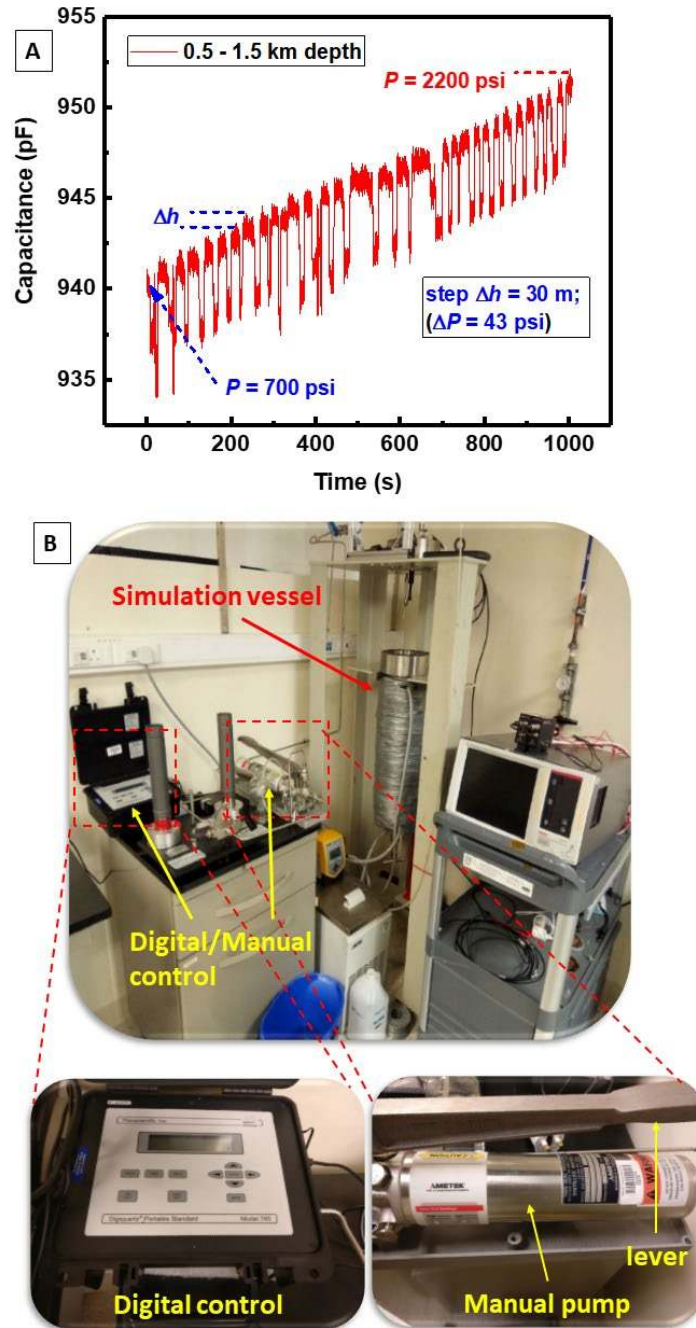 A
955
950
945
940
935
Capacitance (pF)
0.5 - 1.5 km depth
P = 2200 psi
Δh
step Δh = 30 m;
(ΔP = 43 psi)
P = 700 psi
0 200 400 600 800 1000
Time (s)
B
Simulation vessel
Digital/Manual
control
Digital control
AMETEK
lever
Manual pump